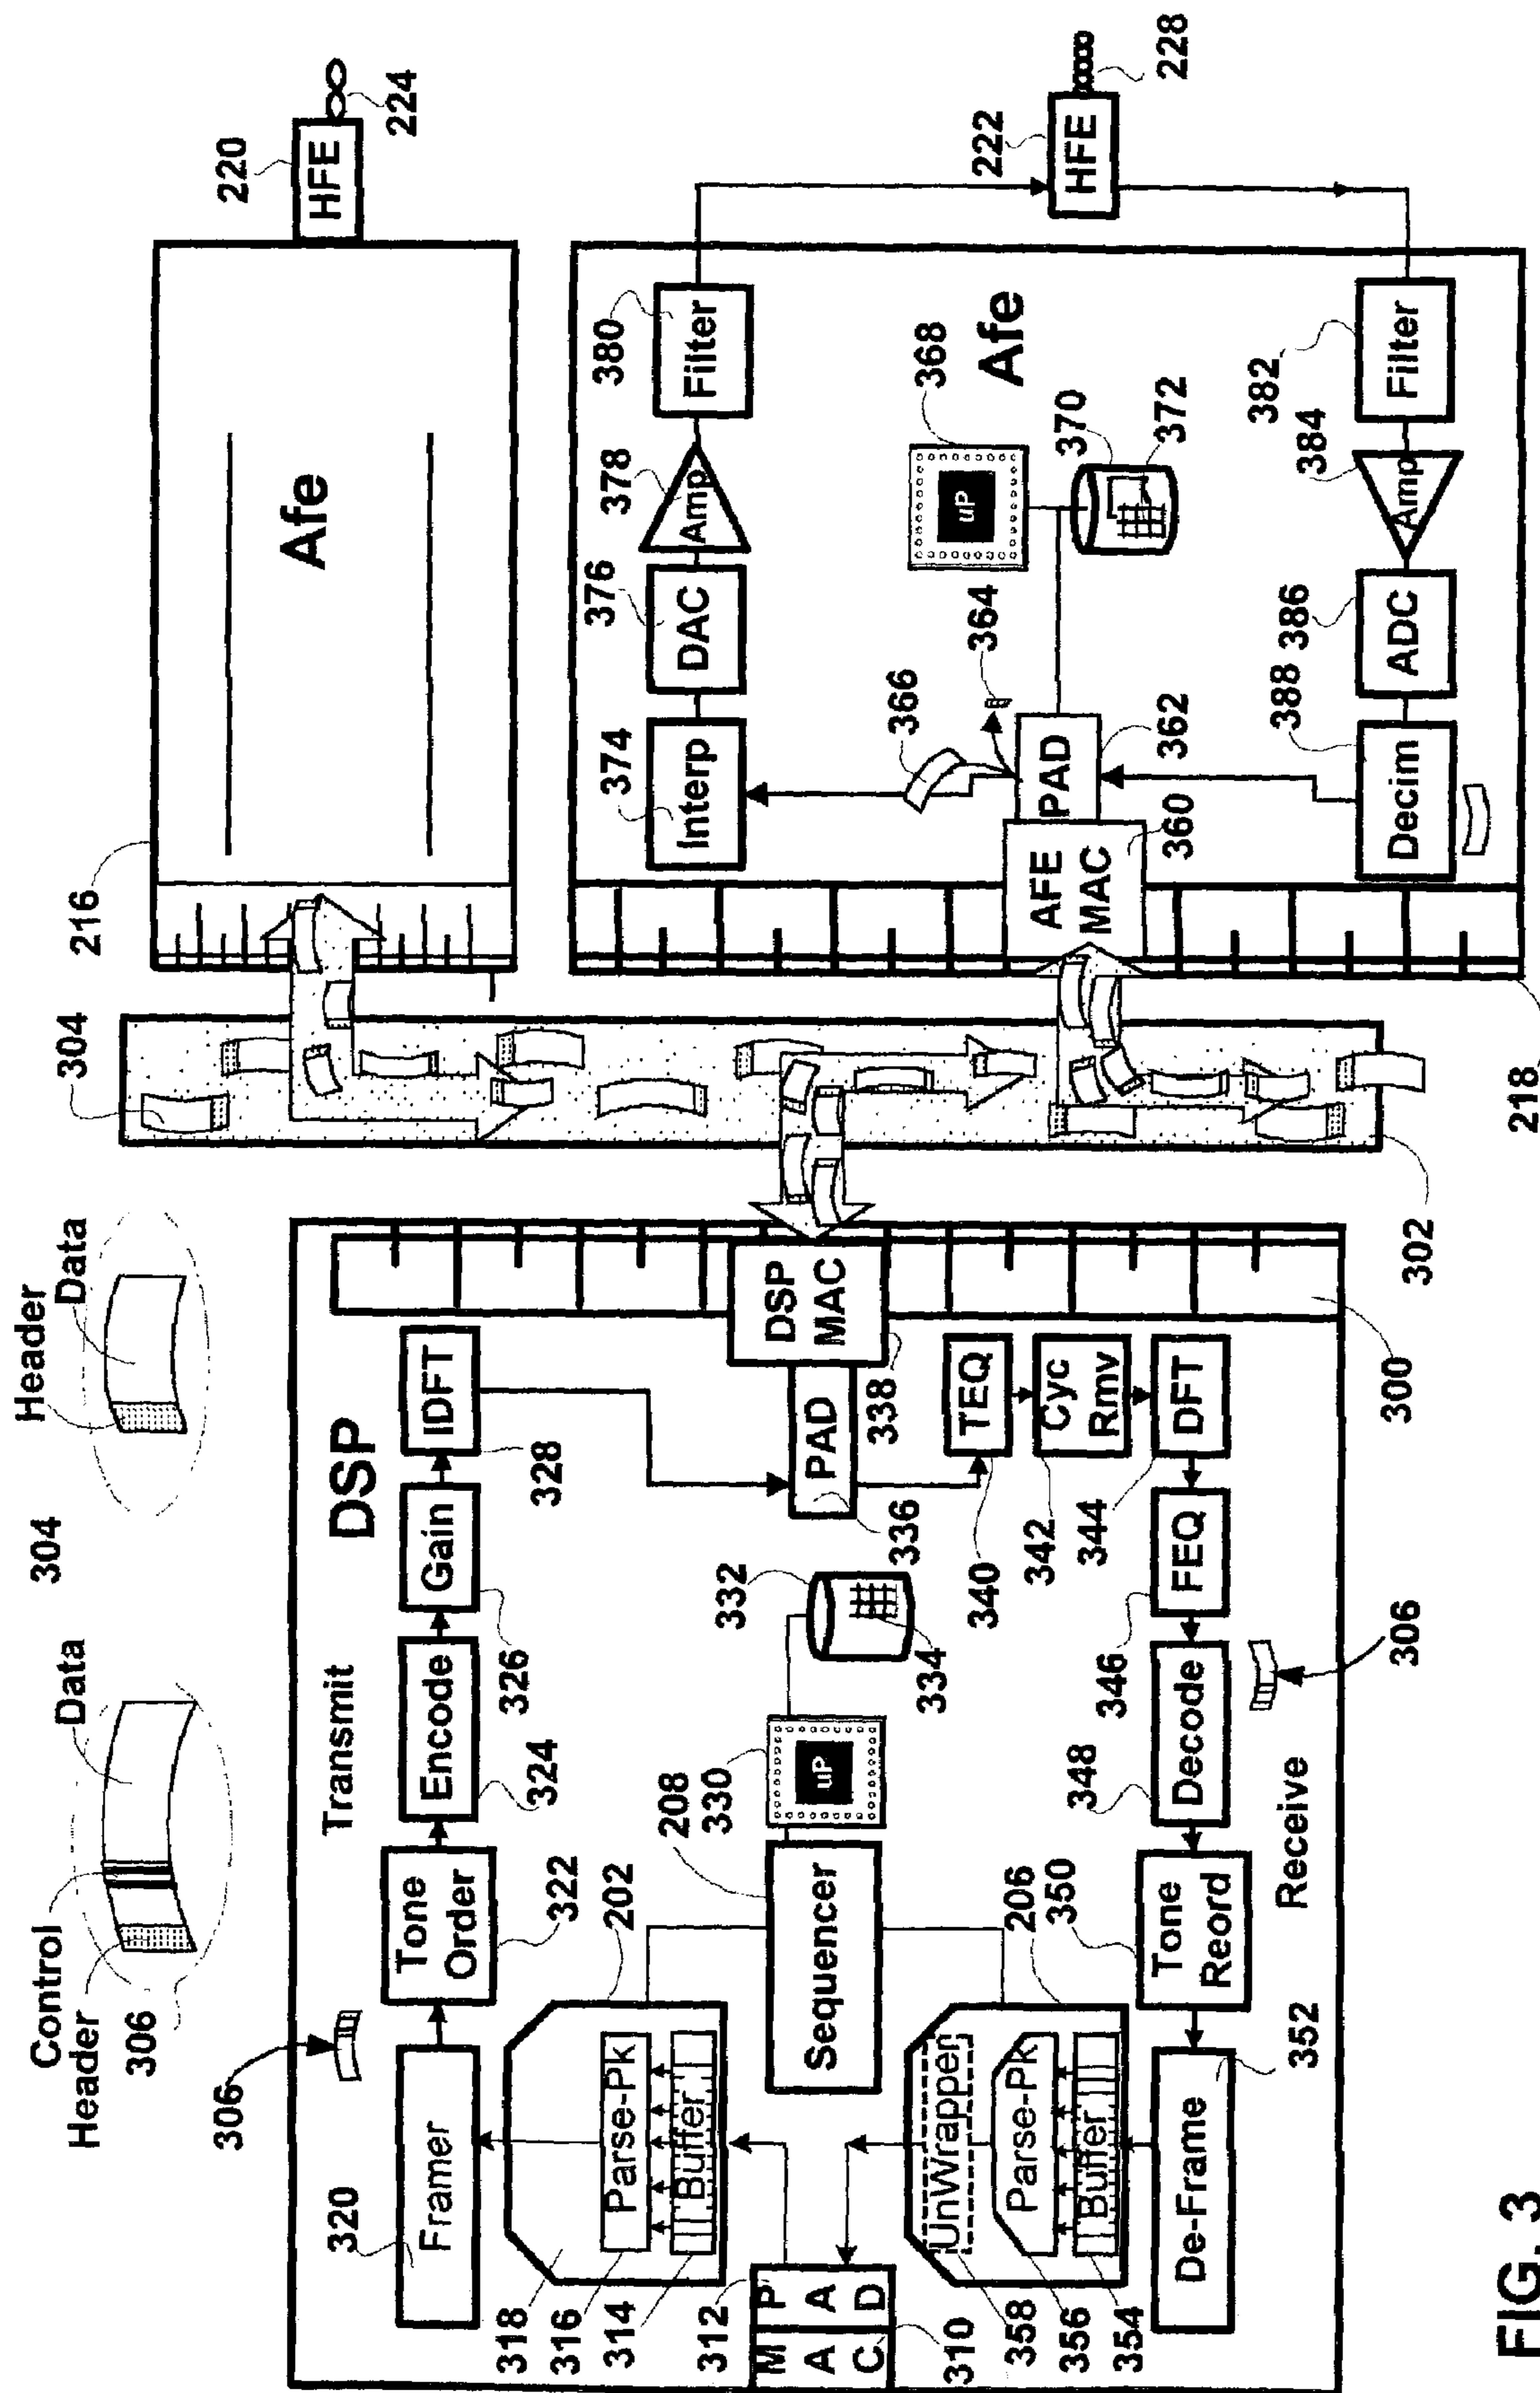 Control
Header
306
Data
304
Header
Data
306
DSP
Transmit
320
Framer
Tone
Order
322
Encode
324
Gain
326
IDFT
328
318
316
314
Parse-Pk
Buffer
202
312
M
A
C
P
A
D
310
Sequencer
208
330
uP
332
334
PAD
336
DSP
MAC
338
358
356
354
UnWrapper
Parse-Pk
Buffer
206
350
De-Frame
352
Tone
Reord
Decode
348
FEQ
346
DFT
344
Cyc
Rmv
342
TEQ
340
306
Receive
300
302
304
216
Afe
HFE
220
224
218
Afe
Interp
374
DAC
376
Amp
378
Filter
380
366
364
AFE
MAC
360
PAD
362
uP
368
370
372
Decim
388
ADC
386
Amp
384
Filter
382
HFE
222
228
FIG. 3